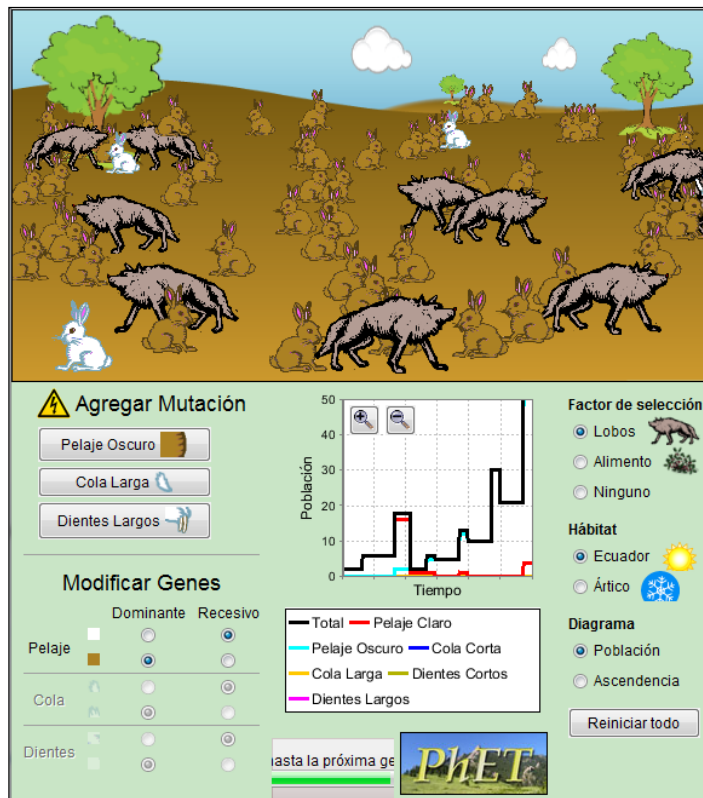 Agregar Mutación
Pelaje Oscuro
Cola Larga
Dientes Largos
Modificar Genes
Dominante Recesivo
Pelaje
Cola
Dientes
50
40
30
20
10
0
Población
Tiempo
Total Pelaje Claro
Pelaje Oscuro Cola Corta
Cola Larga Dientes Cortos
Dientes Largos
hasta la próxima ge
PhET
Factor de selección
Lobos
Alimento
Ninguno
Hábitat
Ecuador
Ártico
Diagrama
Población
Ascendencia
Reiniciar todo